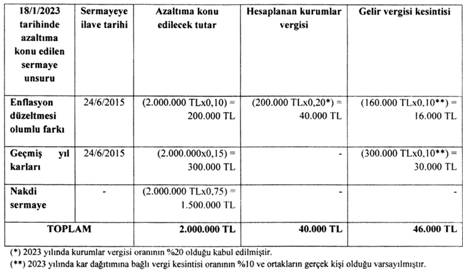 18/1/2023
tarihinde
azaltıma
konu edilen
sermaye
unsuru
Sermayeye
ilave tarihi
Azaltıma konu
edilecek tutar
Hesaplanan kurumlar
vergisi
Gelir vergisi kesintisi
Enflasyon
düzeltmesi
olumlu farkı
24/6/2015
(2.000.000 TLx0,10) =
200.000 TL
(200.000 TLx0,20*) =
40.000 TL
(160.000 TLx0,10**) =
16.000 TL
Geçmiş yıl
karları
24/6/2015
(2.000.000x0,15) =
300.000 TL
-
(300.000 TLx0,10**) =
30.000 TL
Nakdi
sermaye
-
(2.000.000 TLx0,75) =
1.500.000 TL
-
-
TOPLAM
2.000.000 TL
40.000 TL
46.000 TL
(*) 2023 yılında kurumlar vergisi oranının %20 olduğu kabul edilmiştir.
(**) 2023 yılında kar dağıtımına bağlı vergi kesintisi oranının %10 ve ortakların gerçek kişi olduğu varsayılmıştır.